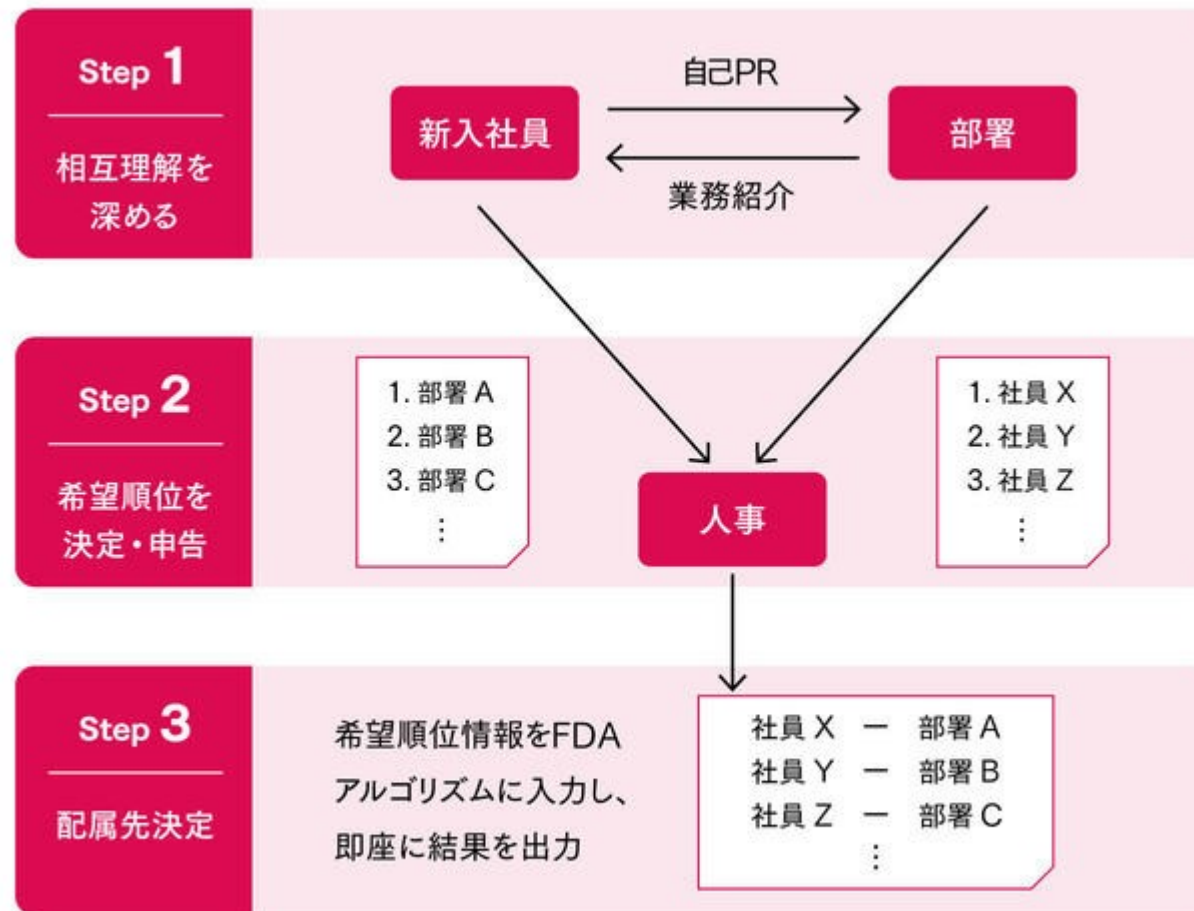 Step 1
相互理解を
深める
自己PR
新入社員
部署
業務紹介
Step 2
希望順位を
決定・申告
1. 部署 A
2. 部署 B
3. 部署 C
⋮
人事
1. 社員 X
2. 社員 Y
3. 社員 Z
⋮
Step 3
配属先決定
希望順位情報をFDA
アルゴリズムに入力し、
即座に結果を出力
社員 X ー 部署 A
社員 Y ー 部署 B
社員 Z ー 部署 C
⋮